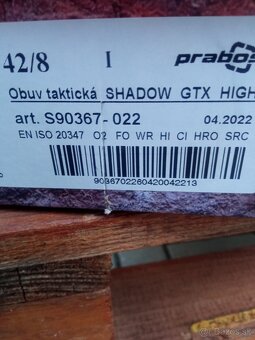 42/8 I prabos
Obuv taktická SHADOW GTX HIGH
art. S90367-022 04.2022
EN ISO 20347 O2 FO WR HI CI HRO SRC
9036702260420042213